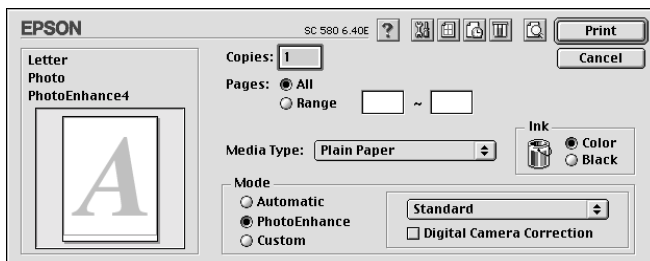 EPSON
SC 580 6.40E
?
Print
Cancel
Letter
Photo
PhotoEnhance4
A
Copies: 1
Pages: All
Range ~
Media Type: Plain Paper
Ink
Color
Black
Mode
Automatic
PhotoEnhance
Custom
Standard
Digital Camera Correction